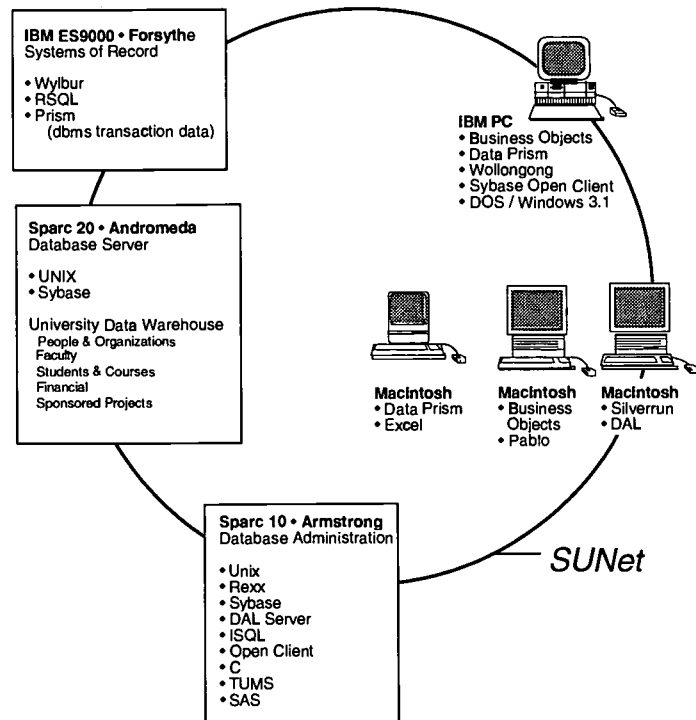 IBM ES9000 • Forsythe
Systems of Record
• Wylbur
• RSQL
• Prism
(dbms transaction data)
IBM PC
• Business Objects
• Data Prism
• Wollongong
• Sybase Open Client
• DOS / Windows 3.1
Sparc 20 • Andromeda
Database Server
• UNIX
• Sybase
University Data Warehouse
People & Organizations
Faculty
Students & Courses
Financial
Sponsored Projects
Macintosh
• Data Prism
• Excel
Macintosh
• Business
Objects
• Pablo
Macintosh
• Silverrun
• DAL
Sparc 10 • Armstrong
Database Administration
• Unix
• Rexx
• Sybase
• DAL Server
• ISQL
• Open Client
• C
• TUMS
• SAS
SUNet